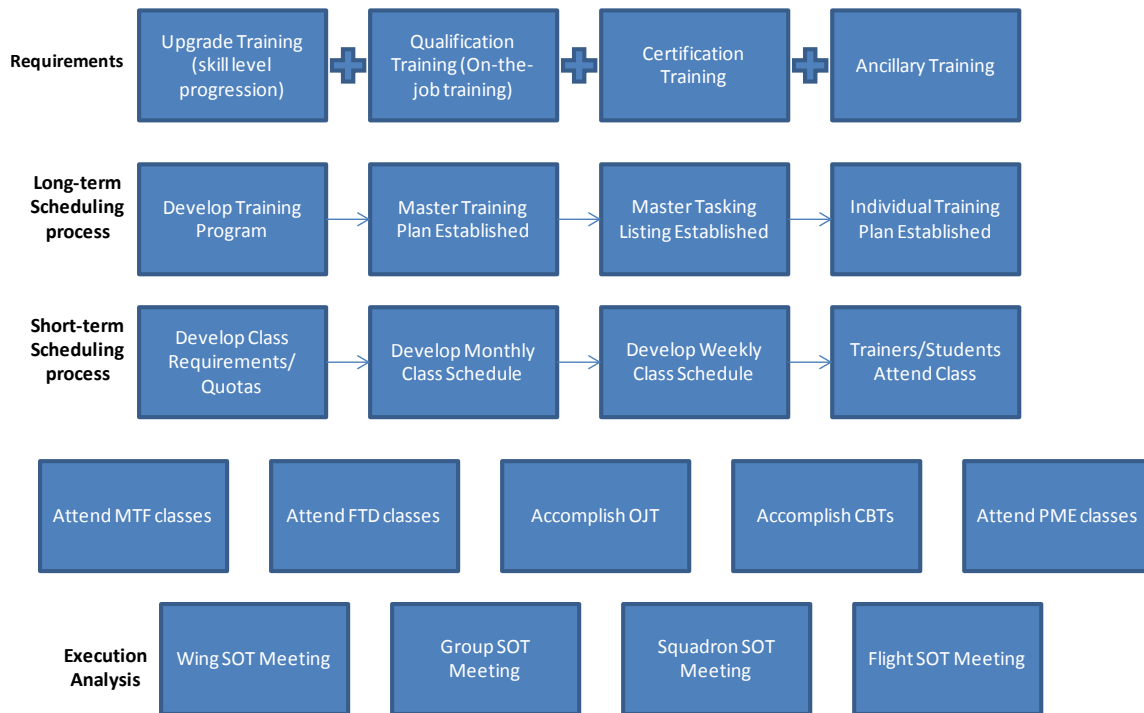 Requirements
Upgrade Training
(skill level
progression)
Qualification
Training (On-the-
job training)
Certification
Training
Ancillary Training
Long-term
Scheduling
process
Develop Training
Program
Master Training
Plan Established
Master Tasking
Listing Established
Individual Training
Plan Established
Short-term
Scheduling
process
Develop Class
Requirements/
Quotas
Develop Monthly
Class Schedule
Develop Weekly
Class Schedule
Trainers/Students
Attend Class
Attend MTF classes
Attend FTD classes
Accomplish OJT
Accomplish CBTs
Attend PME classes
Execution
Analysis
Wing SOT Meeting
Group SOT
Meeting
Squadron SOT
Meeting
Flight SOT Meeting